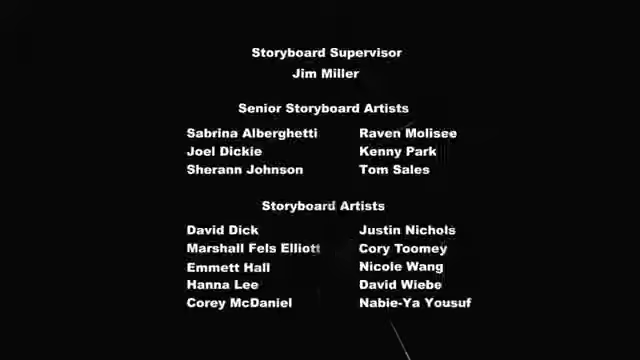 Storyboard Supervisor
Jim Miller
Senior Storyboard Artists
Sabrina Alberghetti Raven Molisee
Joel Dickie Kenny Park
Sherann Johnson Tom Sales
Storyboard Artists
David Dick Justin Nichols
Marshall Fels Elliott Cory Toomey
Emmett Hall Nicole Wang
Hanna Lee David Wiebe
Corey McDaniel Nabie-Ya Yousuf